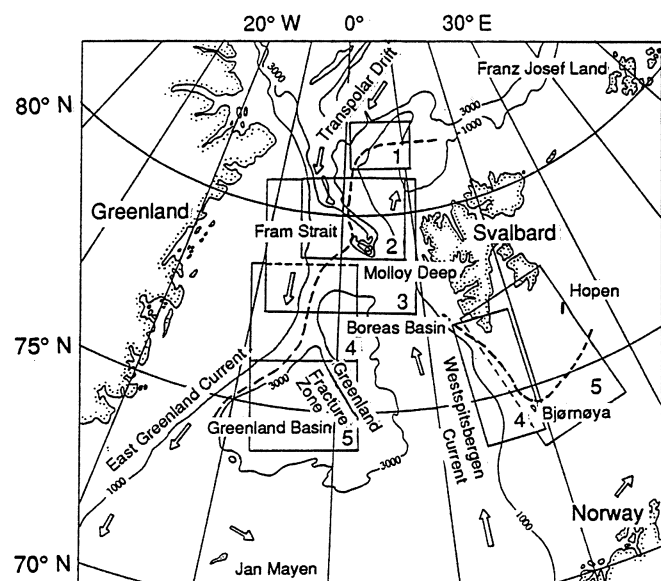 20° W 0° 30° E
Franz Josef Land
80° N
3000
3000
1000
Transpolar Drift
1
Greenland
Fram Strait
2
Svalbard
Molloy Deep
3
Hopen
Boreas Basin
75° N
4
3000
Greenland
Fracture
Zone
East Greenland Current
Westspitsbergen
Current
5
Greenland Basin
5
4
Bjørnøya
3000
1000
1000
Norway
70° N
Jan Mayen